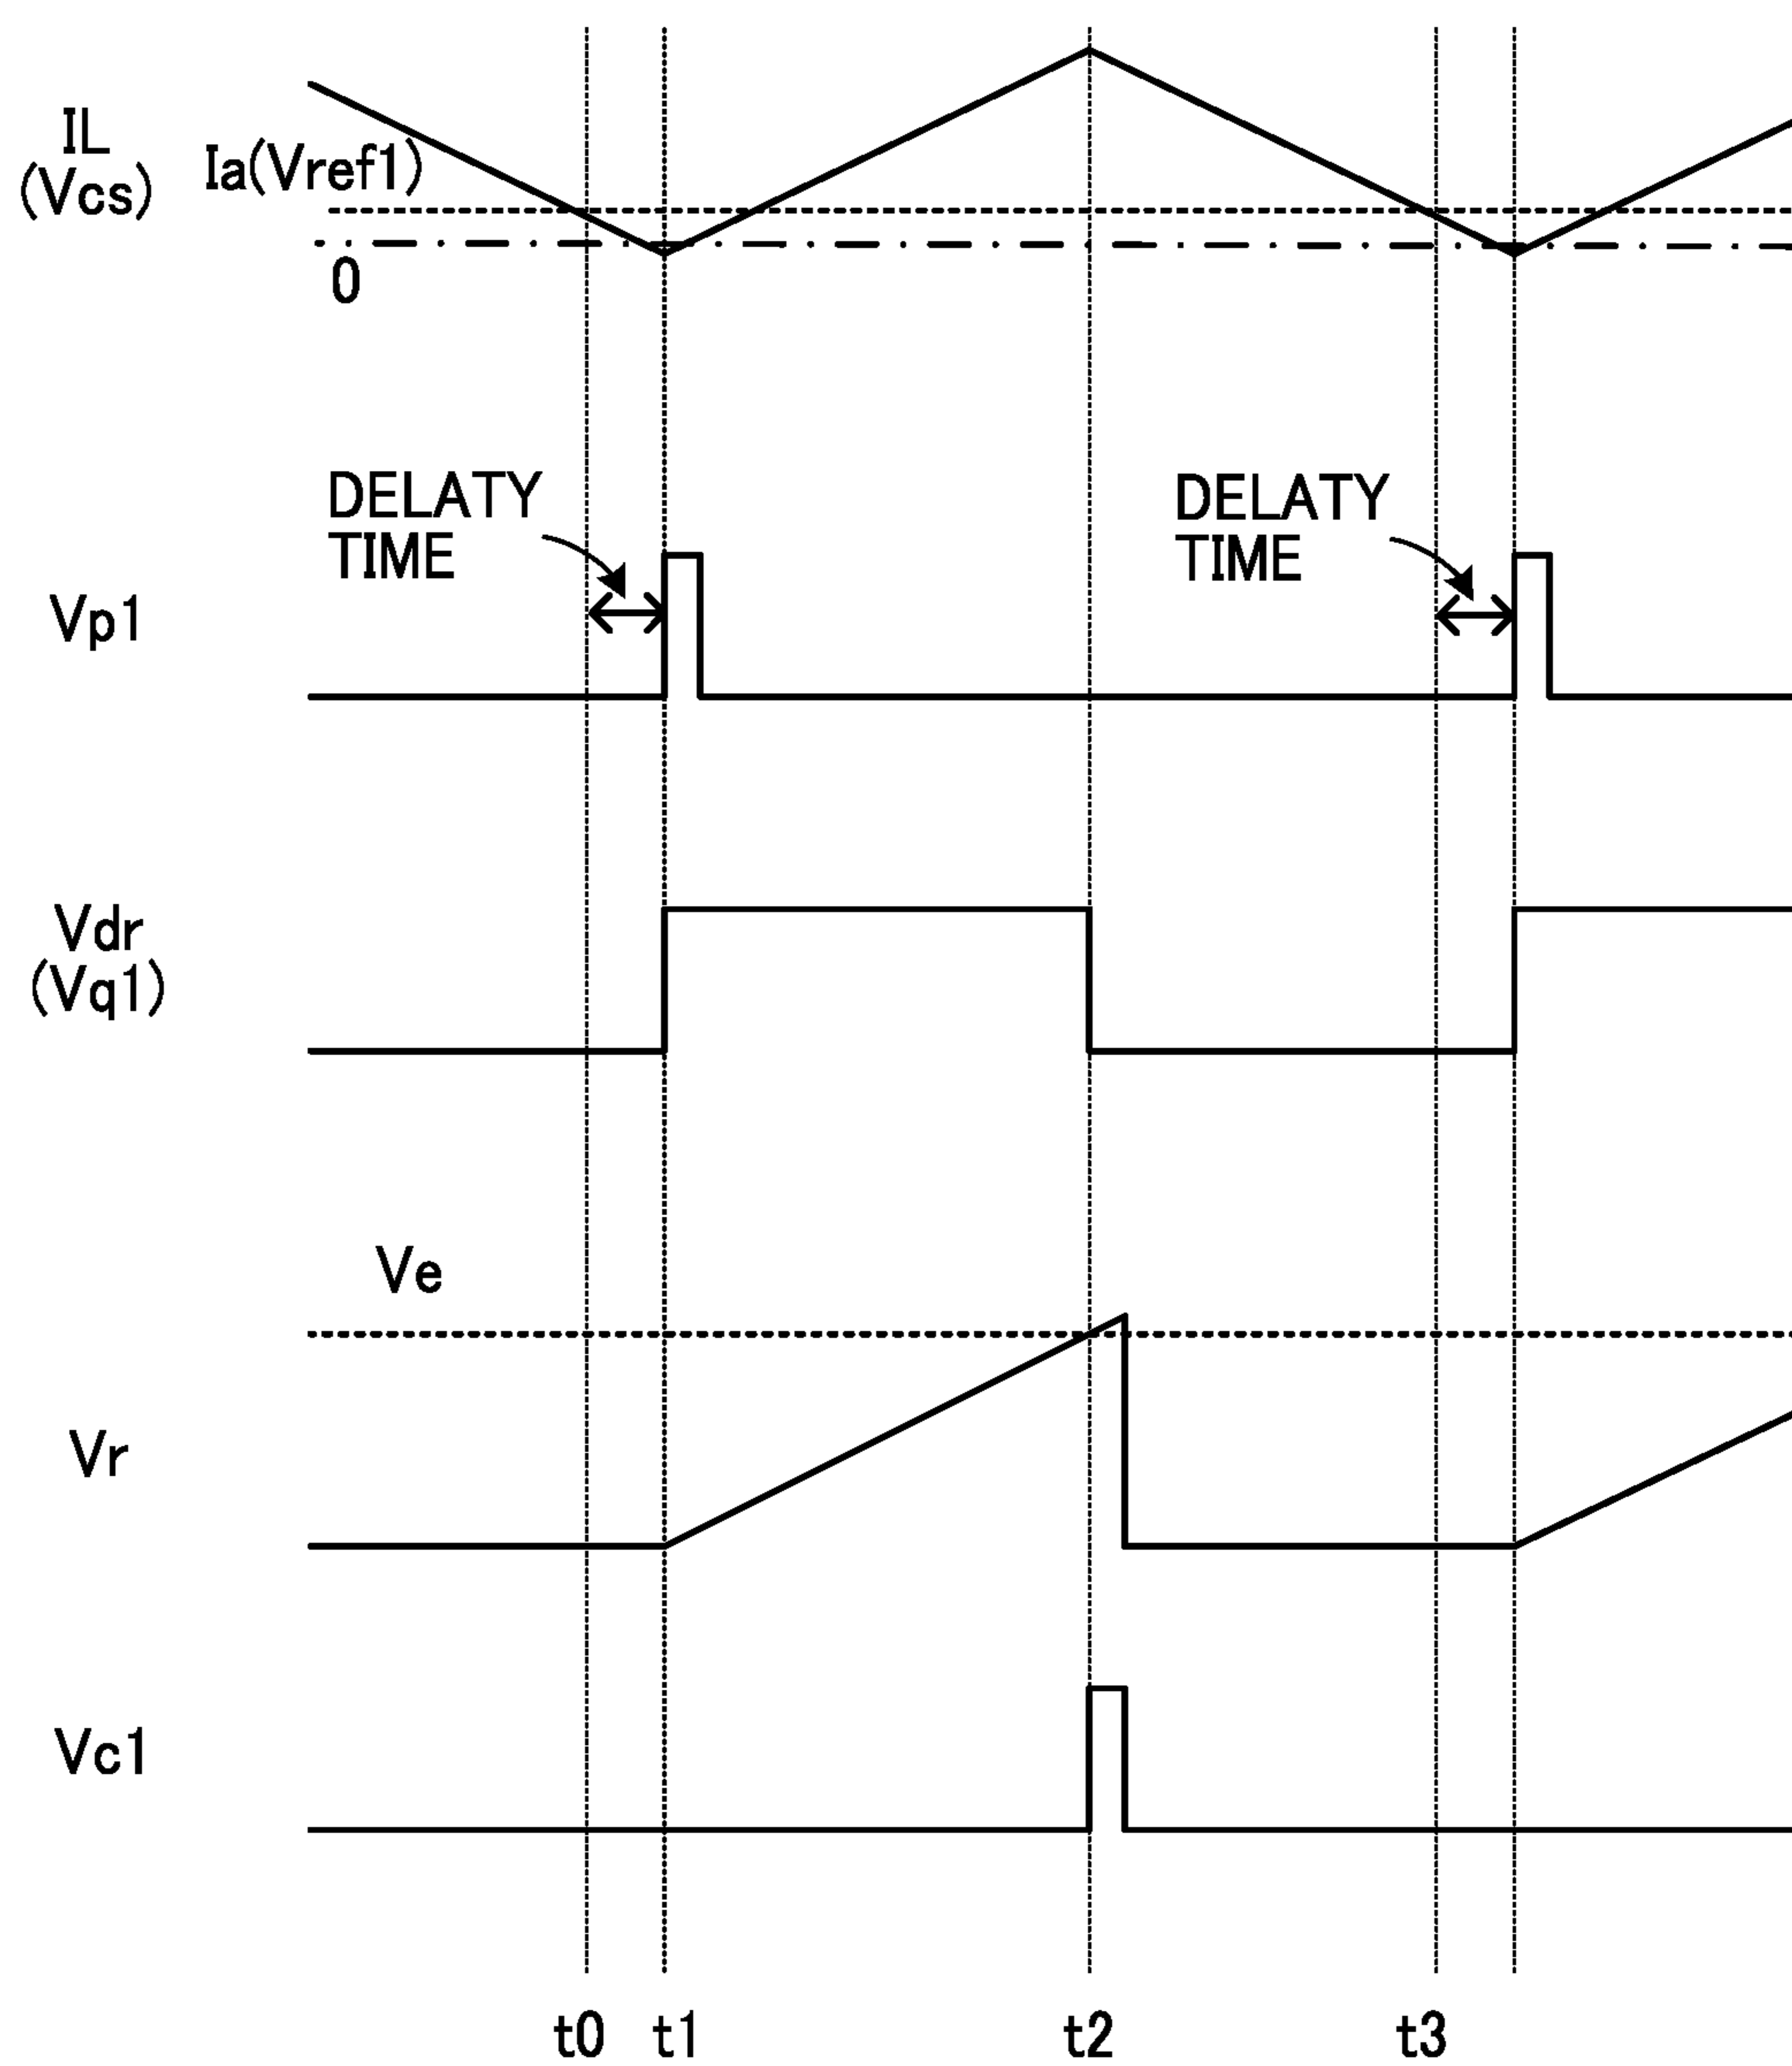 IL
(Vcs)
Ia(Vref1)
0
DELATY
TIME
DELATY
TIME
Vp1
Vdr
(Vq1)
Ve
Vr
Vc1
t0 t1 t2 t3